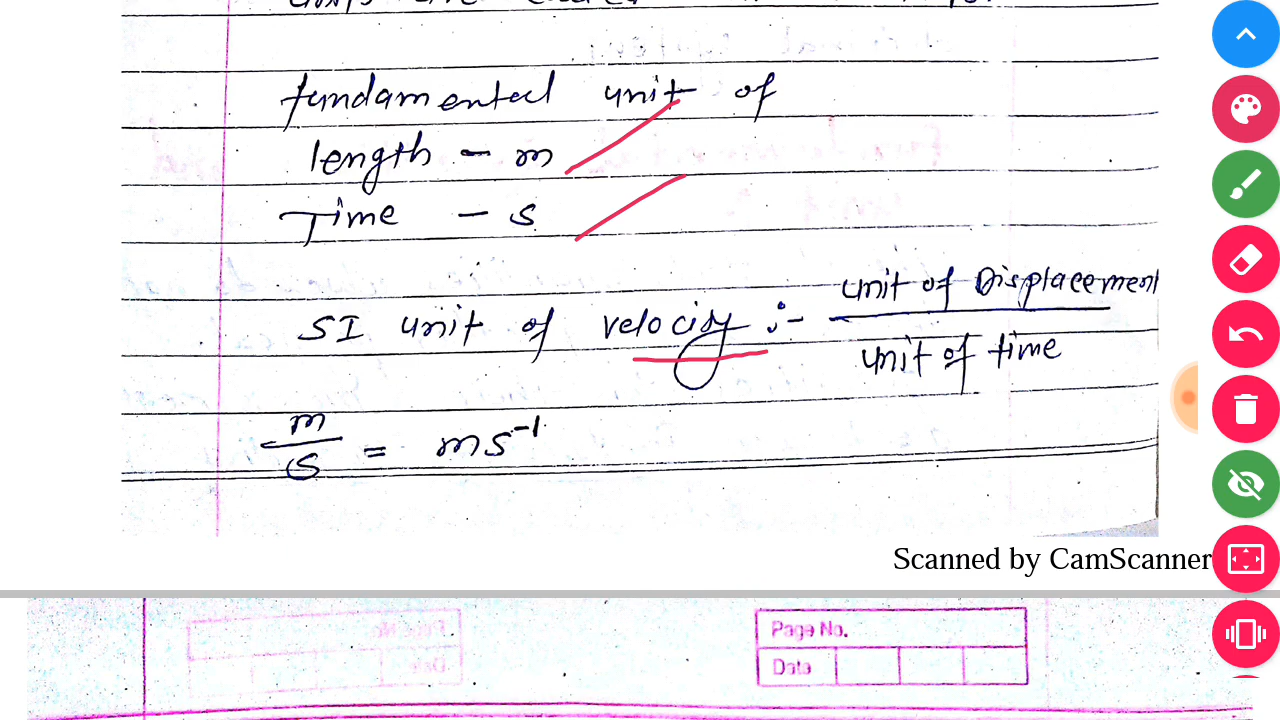 fundamental unit of
length - m
Time - s
SI unit of velocity :- unit of Displacement
unit of time
m
s = ms⁻¹
Scanned by CamScanner
Page No.
Data